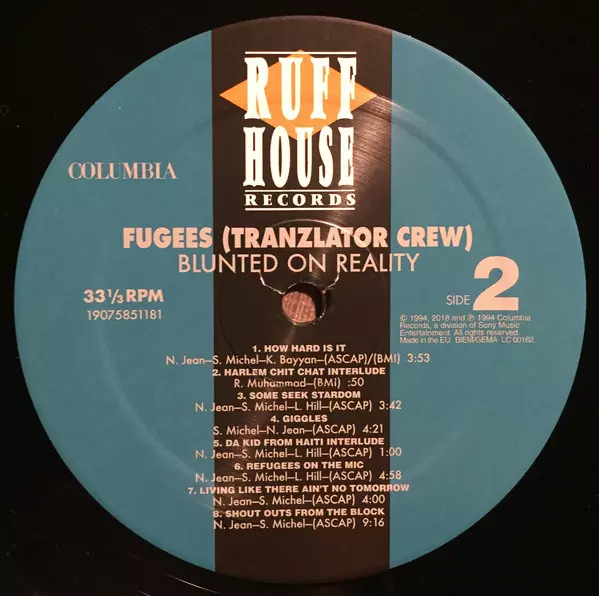 RUFF
HOUSE
RECORDS
COLUMBIA
FUGEES (TRANZLATOR CREW)
BLUNTED ON REALITY
33 1/3 RPM
19075851181
SIDE 2
© 1994, 2018 and ℗ 1994 Columbia
Records, a division of Sony Music
Entertainment. All rights reserved.
Made in the EU. BIEM/GEMA LC 00162
1. HOW HARD IS IT
N. Jean–S. Michel–K. Bayyan–(ASCAP)/(BMI) 3:53
2. HARLEM CHIT CHAT INTERLUDE
R. Muhammad–(BMI) :50
3. SOME SEEK STARDOM
N. Jean–S. Michel–L. Hill–(ASCAP) 3:42
4. GIGGLES
S. Michel–N. Jean–(ASCAP) 4:21
5. DA KID FROM HAITI INTERLUDE
N. Jean–S. Michel–L. Hill–(ASCAP) 1:00
6. REFUGEES ON THE MIC
N. Jean–S. Michel–L. Hill–(ASCAP) 4:58
7. LIVING LIKE THERE AIN'T NO TOMORROW
N. Jean–S. Michel–(ASCAP) 4:00
8. SHOUT OUTS FROM THE BLOCK
N. Jean–S. Michel–(ASCAP) 9:16